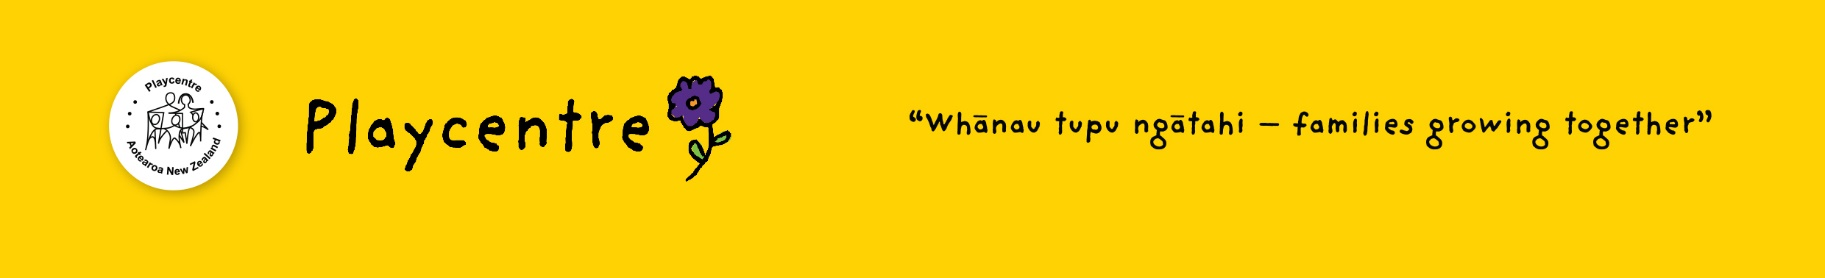 Playcentre
Aotearoa New Zealand
Playcentre
“Whānau tupu ngātahi – families growing together”